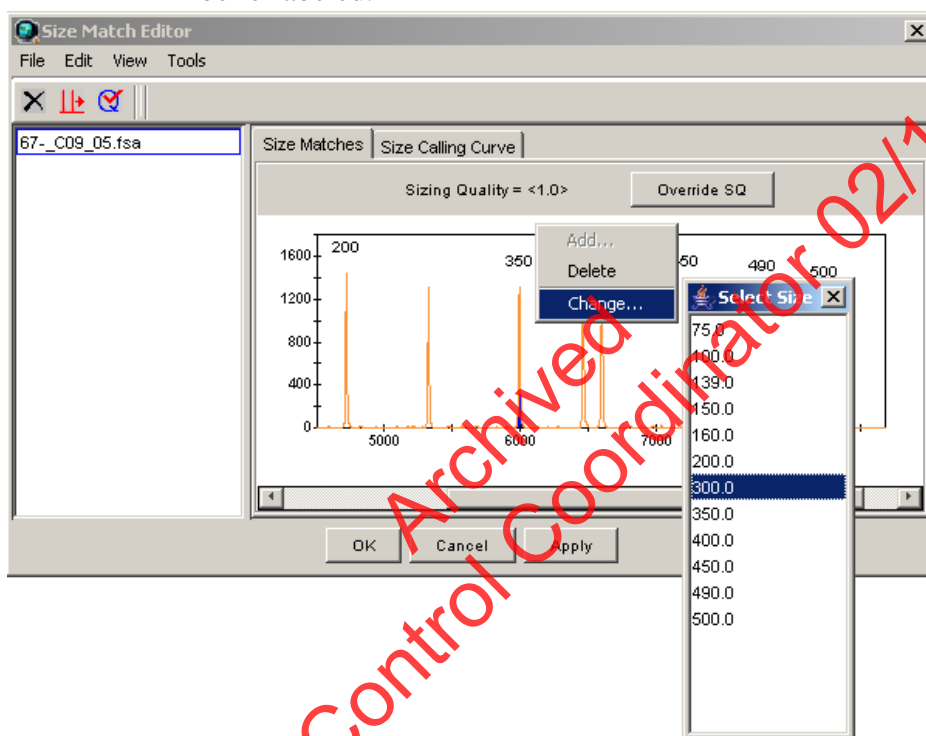 Size Match Editor
File Edit View Tools
67-_C09_05.fsa
Size Matches Size Calling Curve
Sizing Quality = <1.0> Override SQ
1600
1200
800
400
0
200
350
50
490
500
5000
6000
7000
Add...
Delete
Change...
Select Size
75.0
100.0
139.0
150.0
160.0
200.0
300.0
350.0
400.0
450.0
490.0
500.0
OK Cancel Apply
Archived
Control Coordinator 02/1